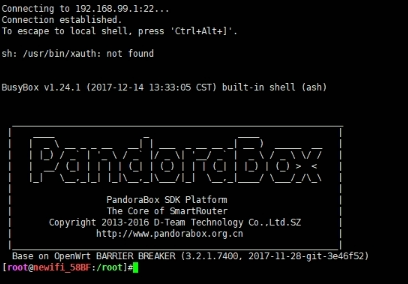 Connecting to 192.168.99.1:22...
Connection established.
To escape to local shell, press 'Ctrl+Alt+]'.
sh: /usr/bin/xauth: not found
BusyBox v1.24.1 (2017-12-14 13:33:05 CST) built-in shell (ash)
PandoraBox
PandoraBox SDK Platform
The Core of SmartRouter
Copyright 2013-2016 D-Team Technology Co.,Ltd.SZ
http://www.pandorabox.org.cn
Base on OpenWrt BARRIER BREAKER (3.2.1.7400, 2017-11-28-git-3e46f52)
[root@newifi_58BF:/root]#